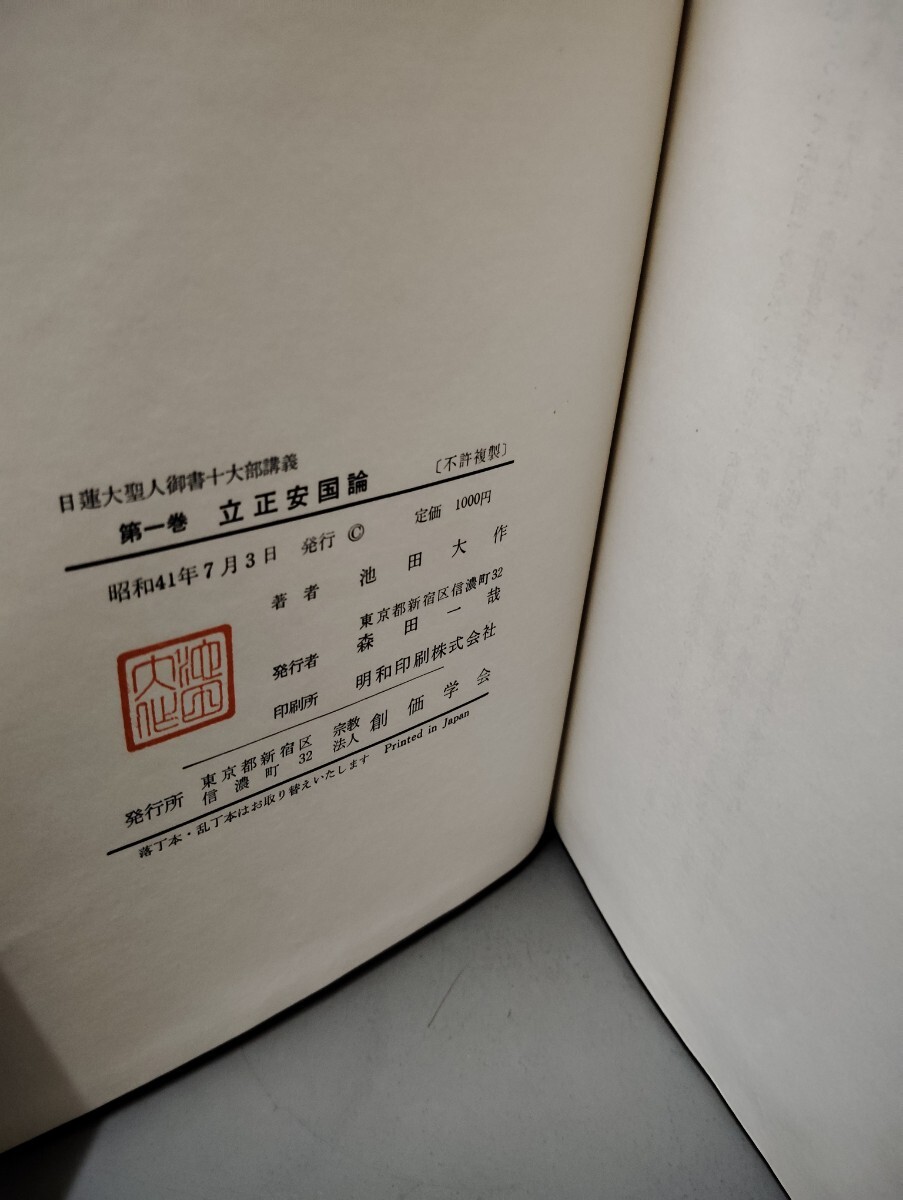 日蓮大聖人御書十大部講義
第一巻 立正安国論 〔不許複製〕
昭和41年7月3日 発行 © 定価 1000円
著者 池田大作
東京都新宿区信濃町32
発行者 森田一哉
印刷所 明和印刷株式会社
東京都新宿区 宗教
発行所 信濃町 32 法人 創価学会
落丁本・乱丁本はお取り替えいたします Printed in Japan
池田
大作